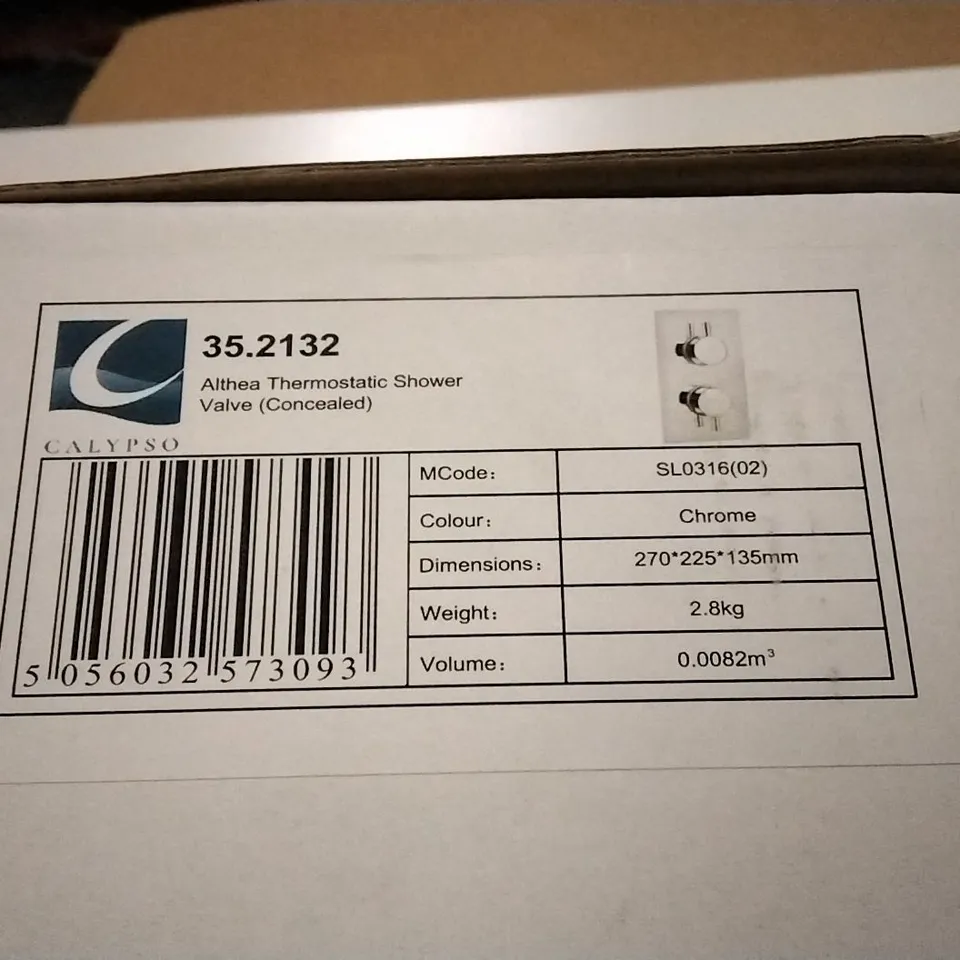 35.2132
Althea Thermostatic Shower
Valve (Concealed)
CALYPSO
MCode: SL0316(02)
Colour: Chrome
Dimensions: 270*225*135mm
Weight: 2.8kg
Volume: 0.0082m³
5 056032 573093